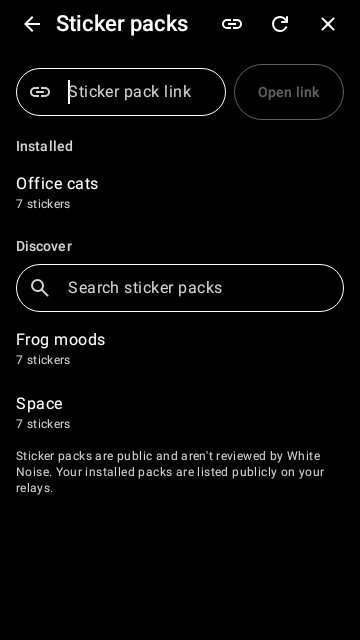 Sticker packs
Sticker pack link
Open link
Installed
Office cats
7 stickers
Discover
Search sticker packs
Frog moods
7 stickers
Space
7 stickers
Sticker packs are public and aren't reviewed by White
Noise. Your installed packs are listed publicly on your
relays.